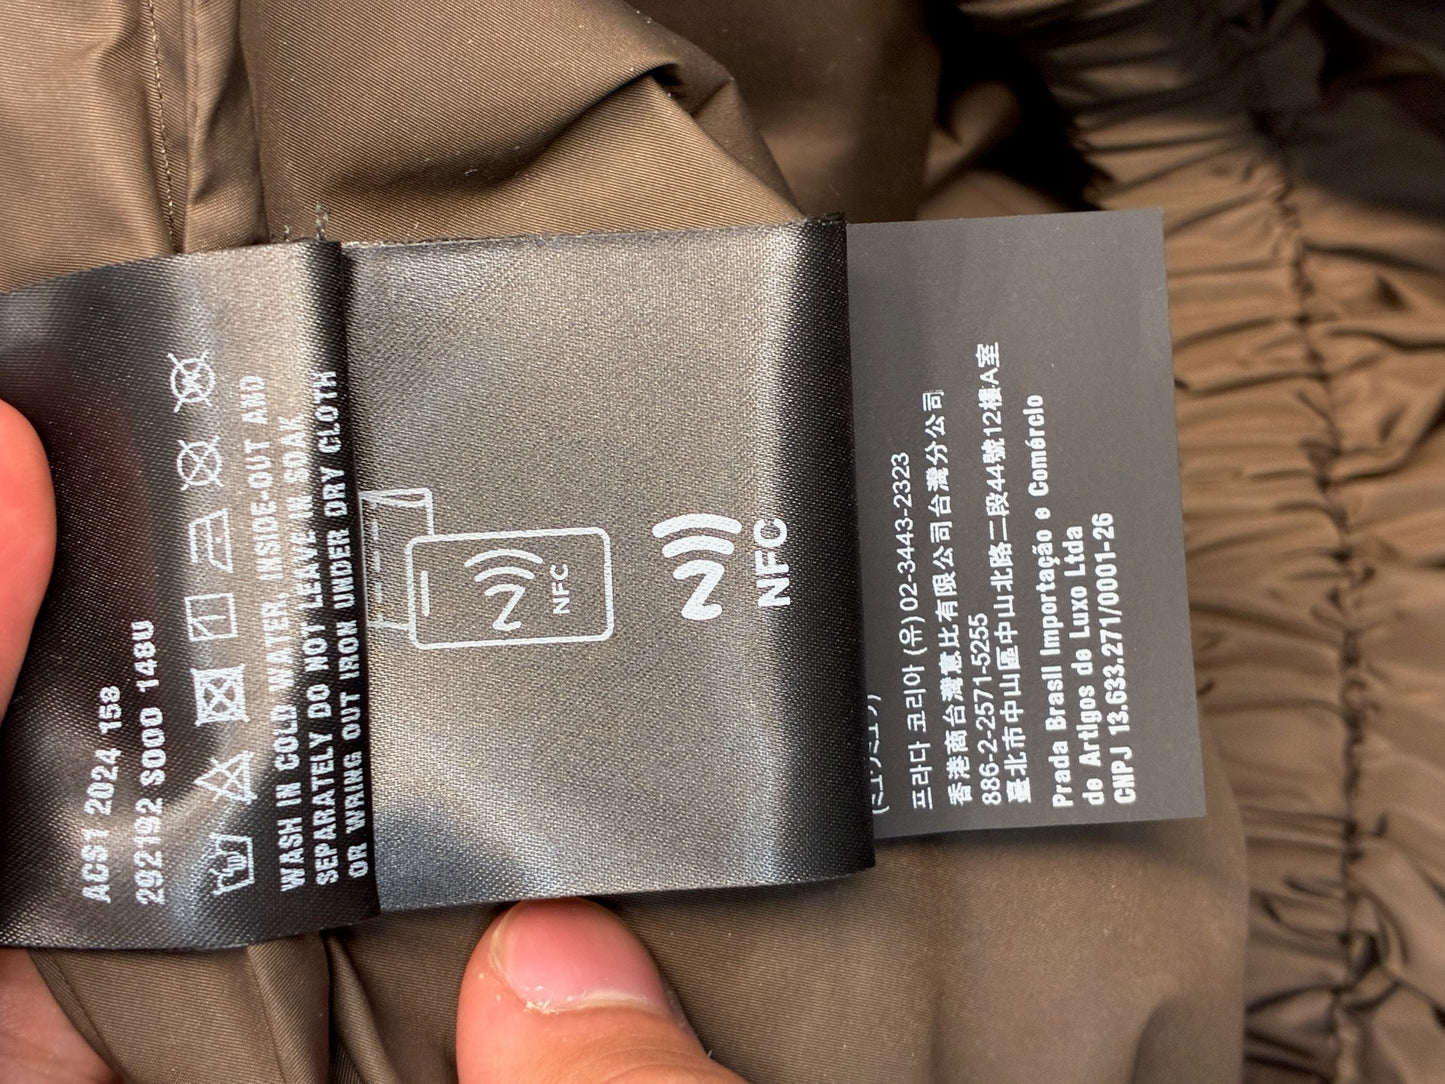 ACS1 2024 158
292192 S000 148U
WASH IN COLD WATER, INSIDE-OUT AND
SEPARATELY DO NOT LEAVE IN SOAK
OR WRING OUT IRON UNDER DRY CLOTH
NFC
NFC
프라다 코리아 (유) 02-3443-2323
香港商台灣意比有限公司台灣分公司
886-2-2571-5255
臺北市中山區中山北路二段44號12樓A室
Prada Brasil Importação e Comércio
de Artigos de Luxo Ltda
CNPJ 13.633.271/0001-26